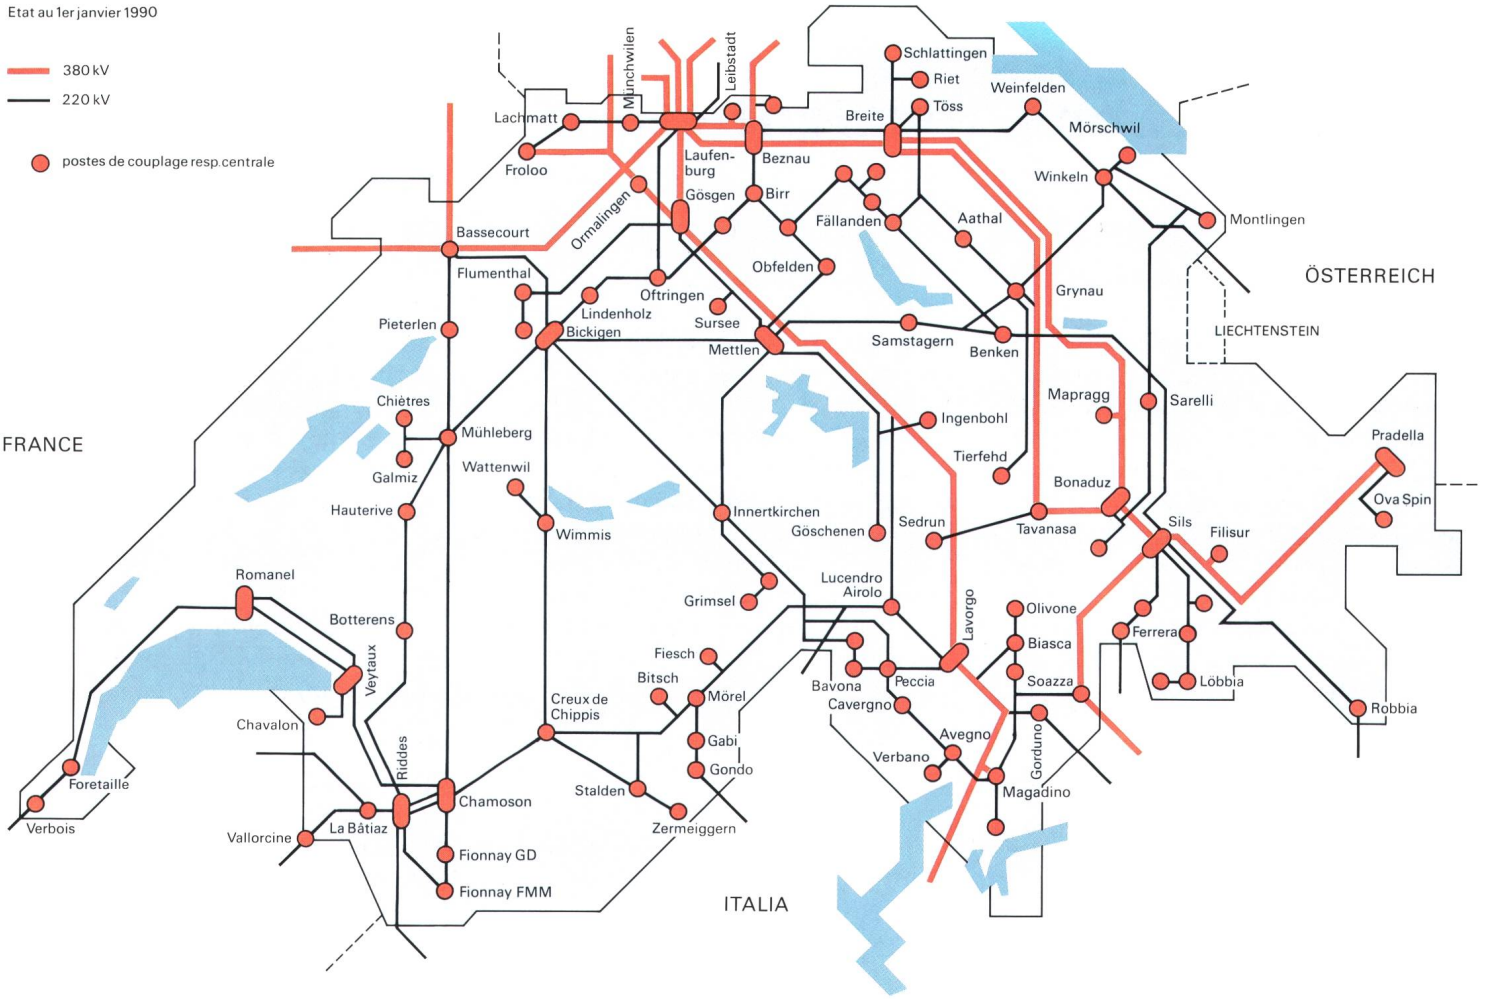 Etat au 1er janvier 1990
380 kV
220 kV
postes de couplage resp.centrale
Münchwilen
Leibstadt
Schlattingen
Riet
Töss
Weinfelden
Breite
Mörschwil
Lachmatt
Froloo
Laufen-
burg
Beznau
Winkeln
Ormalingen
Gösgen
Birr
Fällanden
Aathal
Montlingen
Bassecourt
Flumenthal
Obfelden
Oftringen
Grynau
ÖSTERREICH
Lindenholz
Sursee
Pieterlen
Bickigen
Mettlen
Samstagern
Benken
LIECHTENSTEIN
Chiètres
Mapragg
Sarelli
Ingenbohl
FRANCE
Mühleberg
Pradella
Galmiz
Wattenwil
Tierfehd
Bonaduz
Ova Spin
Hauterive
Innertkirchen
Göschenen
Sedrun
Tavanasa
Sils
Filisur
Wimmis
Romanel
Lucendro
Airolo
Grimsel
Lavorgo
Olivone
Botterens
Ferrera
Biasca
Veytaux
Fiesch
Bitsch
Bavona
Peccia
Soazza
Löbbia
Chavalon
Creux de
Chippis
Mörel
Cavergno
Robbia
Gabi
Avegno
Gorduno
Riddes
Verbano
Gondo
Foretaille
Stalden
Magadino
Chamoson
Verbois
Vallorcine
La Bâtiaz
Zermeiggern
Fionnay GD
Fionnay FMM
ITALIA